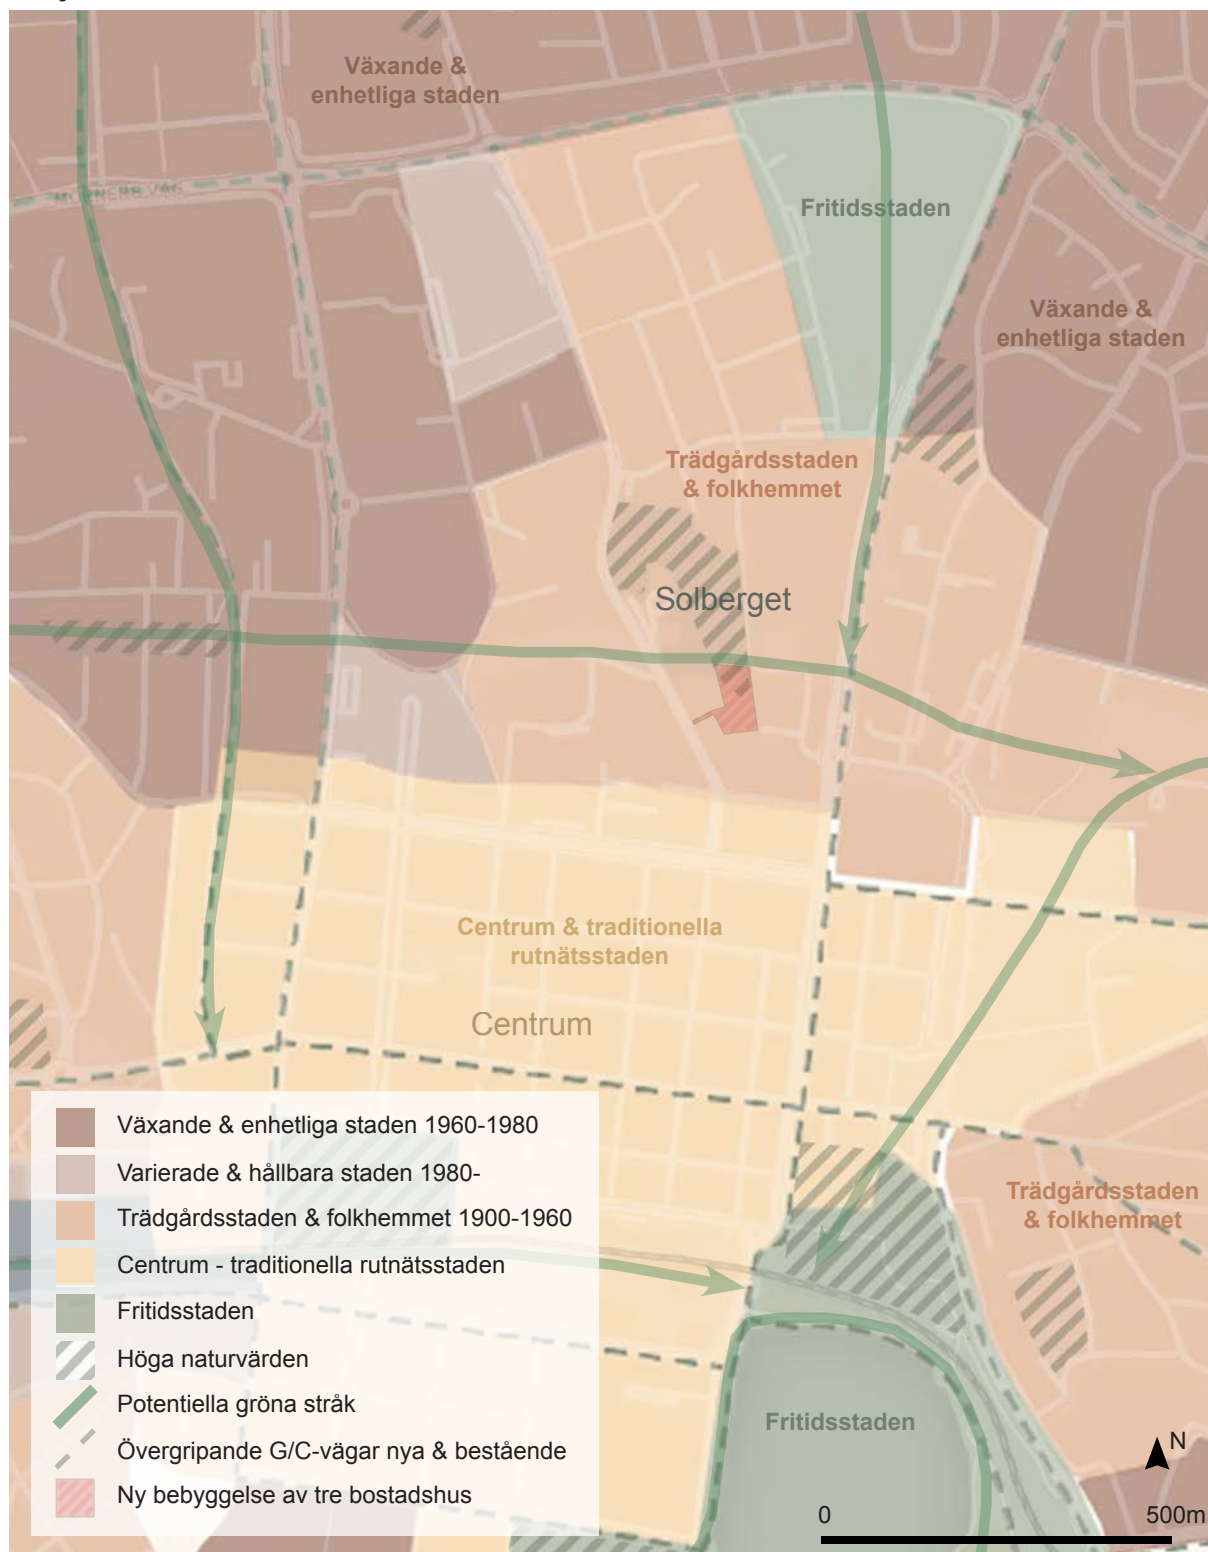 Växande &
enhetliga staden
MÖRNERS VÄG
Fritidsstaden
Växande &
enhetliga staden
Trädgårdsstaden
& folkhemmet
Solberget
Centrum & traditionella
rutnätsstaden
Centrum
Växande & enhetliga staden 1960-1980
Varierade & hållbara staden 1980-
Trädgårdsstaden & folkhemmet 1900-1960
Centrum - traditionella rutnätsstaden
Fritidsstaden
Höga naturvärden
Potentiella gröna stråk
Övergripande G/C-vägar nya & bestående
Ny bebyggelse av tre bostadshus
Trädgårdsstaden
& folkhemmet
Fritidsstaden
N
0 500m